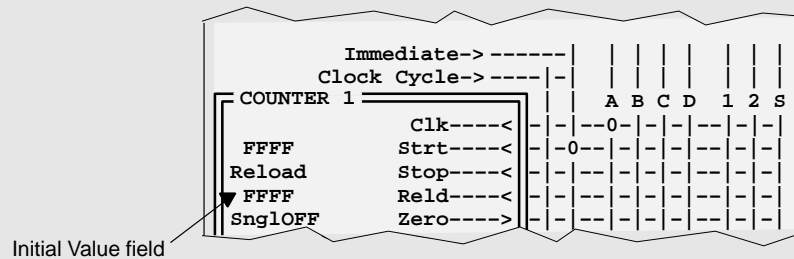 Immediate->------|  | | | |  | | |
Clock Cycle->----|-|  | | | |  | | |
COUNTER 1 | | A B C D 1 2 S
Clk----< -|-|--0-|-|-|--|-|-|
FFFF Strt----< -|-0--|-|-|-|--|-|-|
Reload Stop----< -|-|--|-|-|-|--|-|-|
FFFF Reld----< -|-|--|-|-|-|--|-|-|
SnglOFF Zero----> -|-|--|-|-|-|--|-|-|
Initial Value field